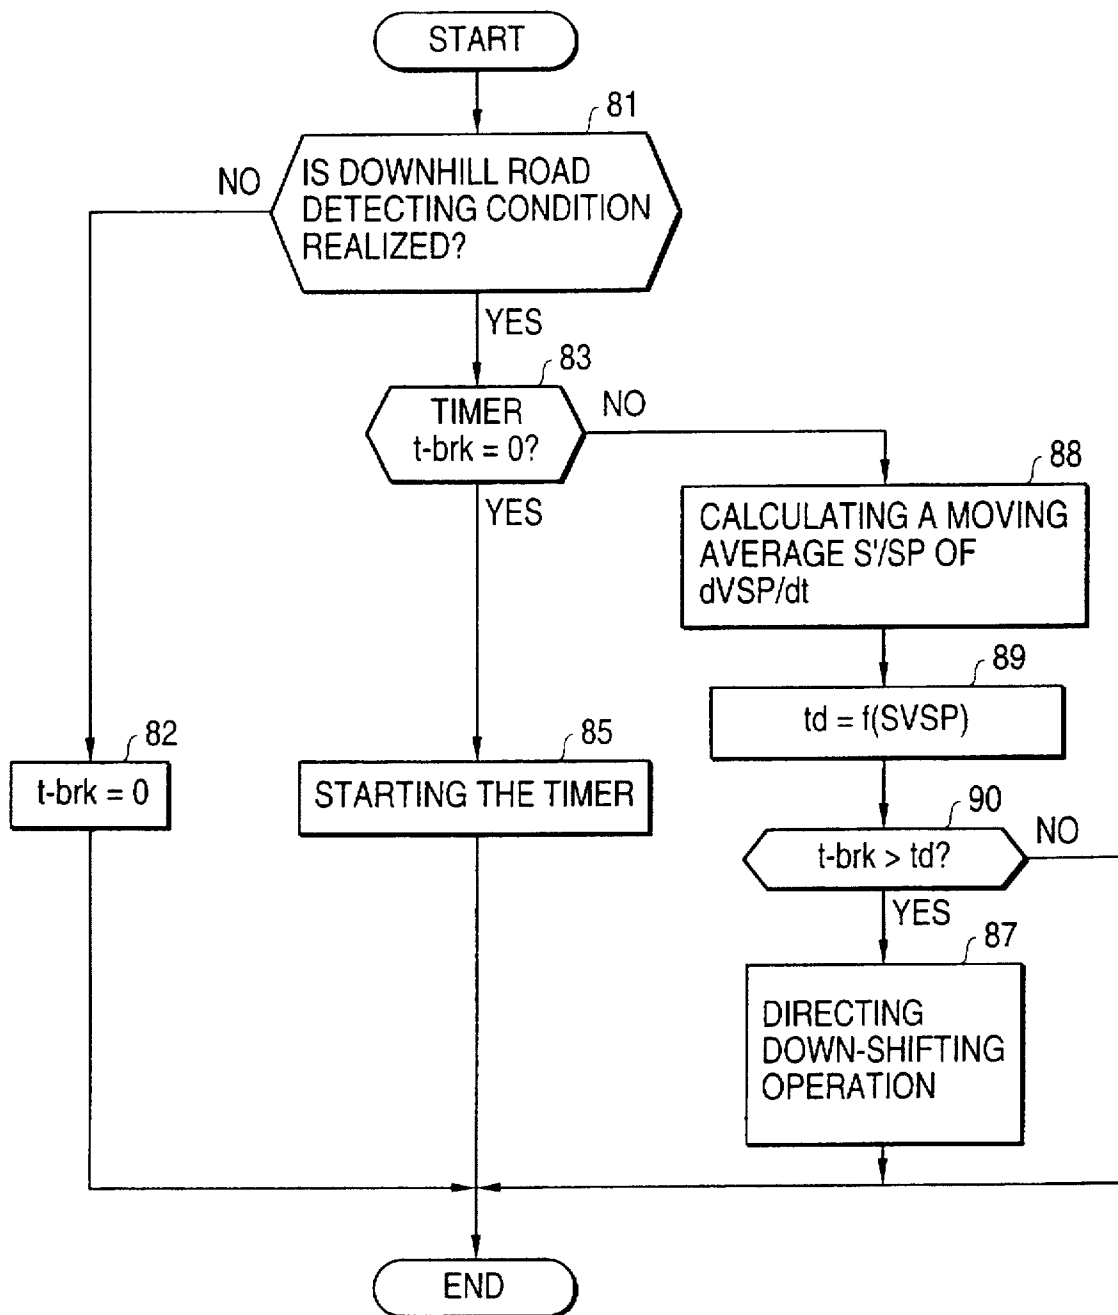 START
81
NO
IS DOWNHILL ROAD
DETECTING CONDITION
REALIZED?
YES
83
TIMER
t-brk = 0?
NO
YES
88
CALCULATING A MOVING
AVERAGE S'/SP OF
dVSP/dt
89
td = f(SVSP)
82
t-brk = 0
85
STARTING THE TIMER
90
t-brk > td?
NO
YES
87
DIRECTING
DOWN-SHIFTING
OPERATION
END